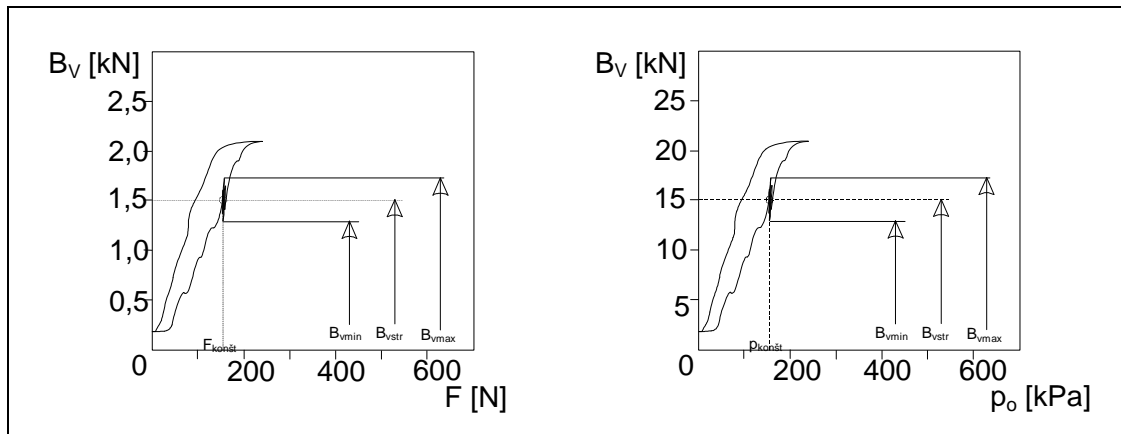 B_V [kN]
2,5
2,0
1,5
1,0
0,5
0
200
400
600
F [N]
F_konšt
B_vmin
B_vstr
B_vmax
B_V [kN]
25
20
15
10
5
0
200
400
600
p_o [kPa]
p_konšt
B_vmin
B_vstr
B_vmax